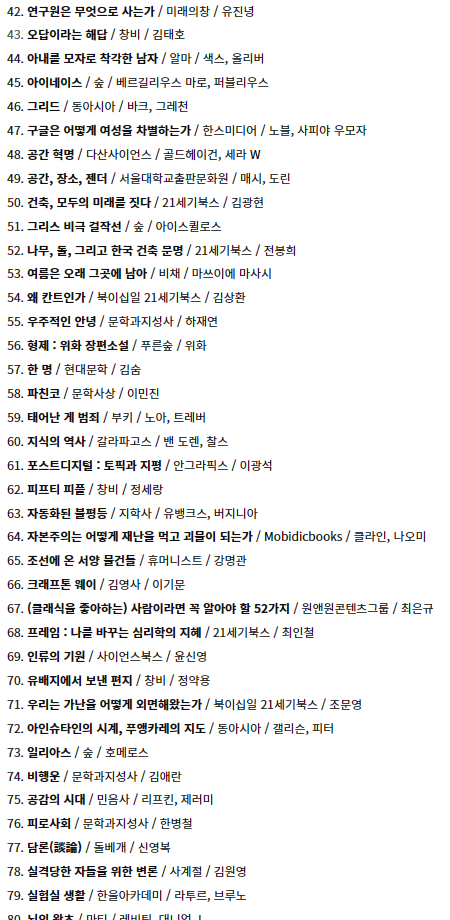 42. 연구원은 무엇으로 사는가 / 미래의창 / 유진녕
43. 오답이라는 해답 / 창비 / 김태호
44. 아내를 모자로 착각한 남자 / 알마 / 색스, 올리버
45. 아이네이스 / 숲 / 베르길리우스 마로, 퍼블리우스
46. 그리드 / 동아시아 / 바크, 그레천
47. 구글은 어떻게 여성을 차별하는가 / 한스미디어 / 노블, 사피야 우모자
48. 공간 혁명 / 다산사이언스 / 골드헤이건, 세라 W
49. 공간, 장소, 젠더 / 서울대학교출판문화원 / 매시, 도린
50. 건축, 모두의 미래를 짓다 / 21세기북스 / 김광현
51. 그리스 비극 걸작선 / 숲 / 아이스퀼로스
52. 나무, 돌, 그리고 한국 건축 문명 / 21세기북스 / 전봉희
53. 여름은 오래 그곳에 남아 / 비채 / 마쓰이에 마사시
54. 왜 칸트인가 / 북이십일 21세기북스 / 김상환
55. 우주적인 안녕 / 문학과지성사 / 하재연
56. 형제 : 위화 장편소설 / 푸른숲 / 위화
57. 한 명 / 현대문학 / 김숨
58. 파친코 / 문학사상 / 이민진
59. 태어난 게 범죄 / 부키 / 노아, 트레버
60. 지식의 역사 / 갈라파고스 / 밴 도렌, 찰스
61. 포스트디지털 : 토픽과 지평 / 안그라픽스 / 이광석
62. 피프티 피플 / 창비 / 정세랑
63. 자동화된 불평등 / 지학사 / 유뱅크스, 버지니아
64. 자본주의는 어떻게 재난을 먹고 괴물이 되는가 / Mobidicbooks / 클라인, 나오미
65. 조선에 온 서양 물건들 / 휴머니스트 / 강명관
66. 크래프톤 웨이 / 김영사 / 이기문
67. (클래식을 좋아하는) 사람이라면 꼭 알아야 할 52가지 / 원앤원콘텐츠그룹 / 최은규
68. 프레임 : 나를 바꾸는 심리학의 지혜 / 21세기북스 / 최인철
69. 인류의 기원 / 사이언스북스 / 윤신영
70. 유배지에서 보낸 편지 / 창비 / 정약용
71. 우리는 가난을 어떻게 외면해왔는가 / 북이십일 21세기북스 / 조문영
72. 아인슈타인의 시계, 푸앵카레의 지도 / 동아시아 / 갤리슨, 피터
73. 일리아스 / 숲 / 호메로스
74. 비행운 / 문학과지성사 / 김애란
75. 공감의 시대 / 민음사 / 리프킨, 제러미
76. 피로사회 / 문학과지성사 / 한병철
77. 담론(談論) / 돌베개 / 신영복
78. 실격당한 자들을 위한 변론 / 사계절 / 김원영
79. 실험실 생활 / 한울아카데미 / 라투르, 브루노